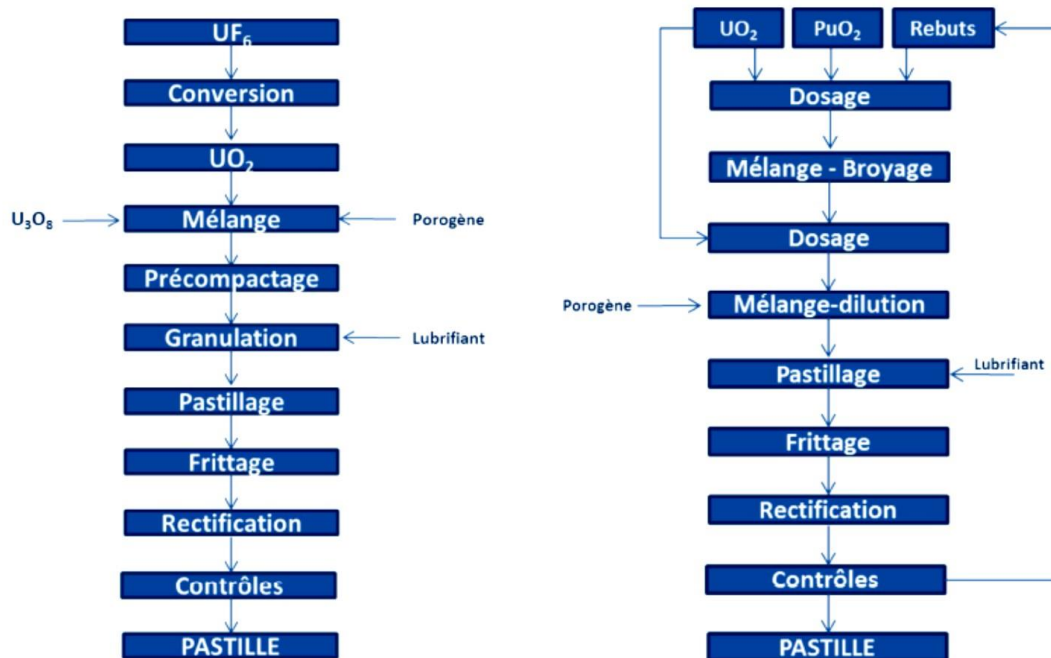 UF₆
Conversion
UO₂
U₃O₈
Mélange
Porogène
Précompactage
Granulation
Lubrifiant
Pastillage
Frittage
Rectification
Contrôles
PASTILLE
UO₂
PuO₂
Rebuts
Dosage
Mélange - Broyage
Dosage
Porogène
Mélange-dilution
Lubrifiant
Pastillage
Frittage
Rectification
Contrôles
PASTILLE